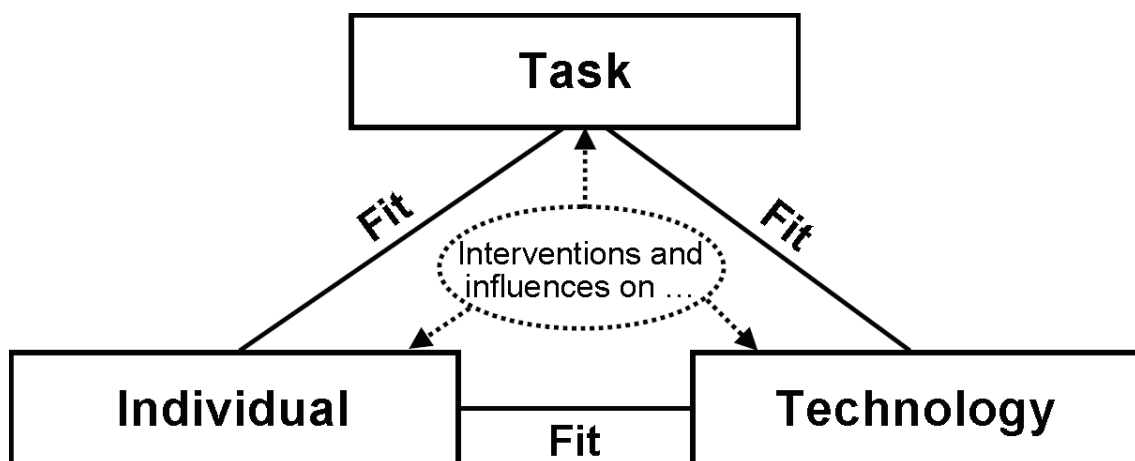 Task
Fit
Fit
Interventions and
influences on ...
Individual
Fit
Technology